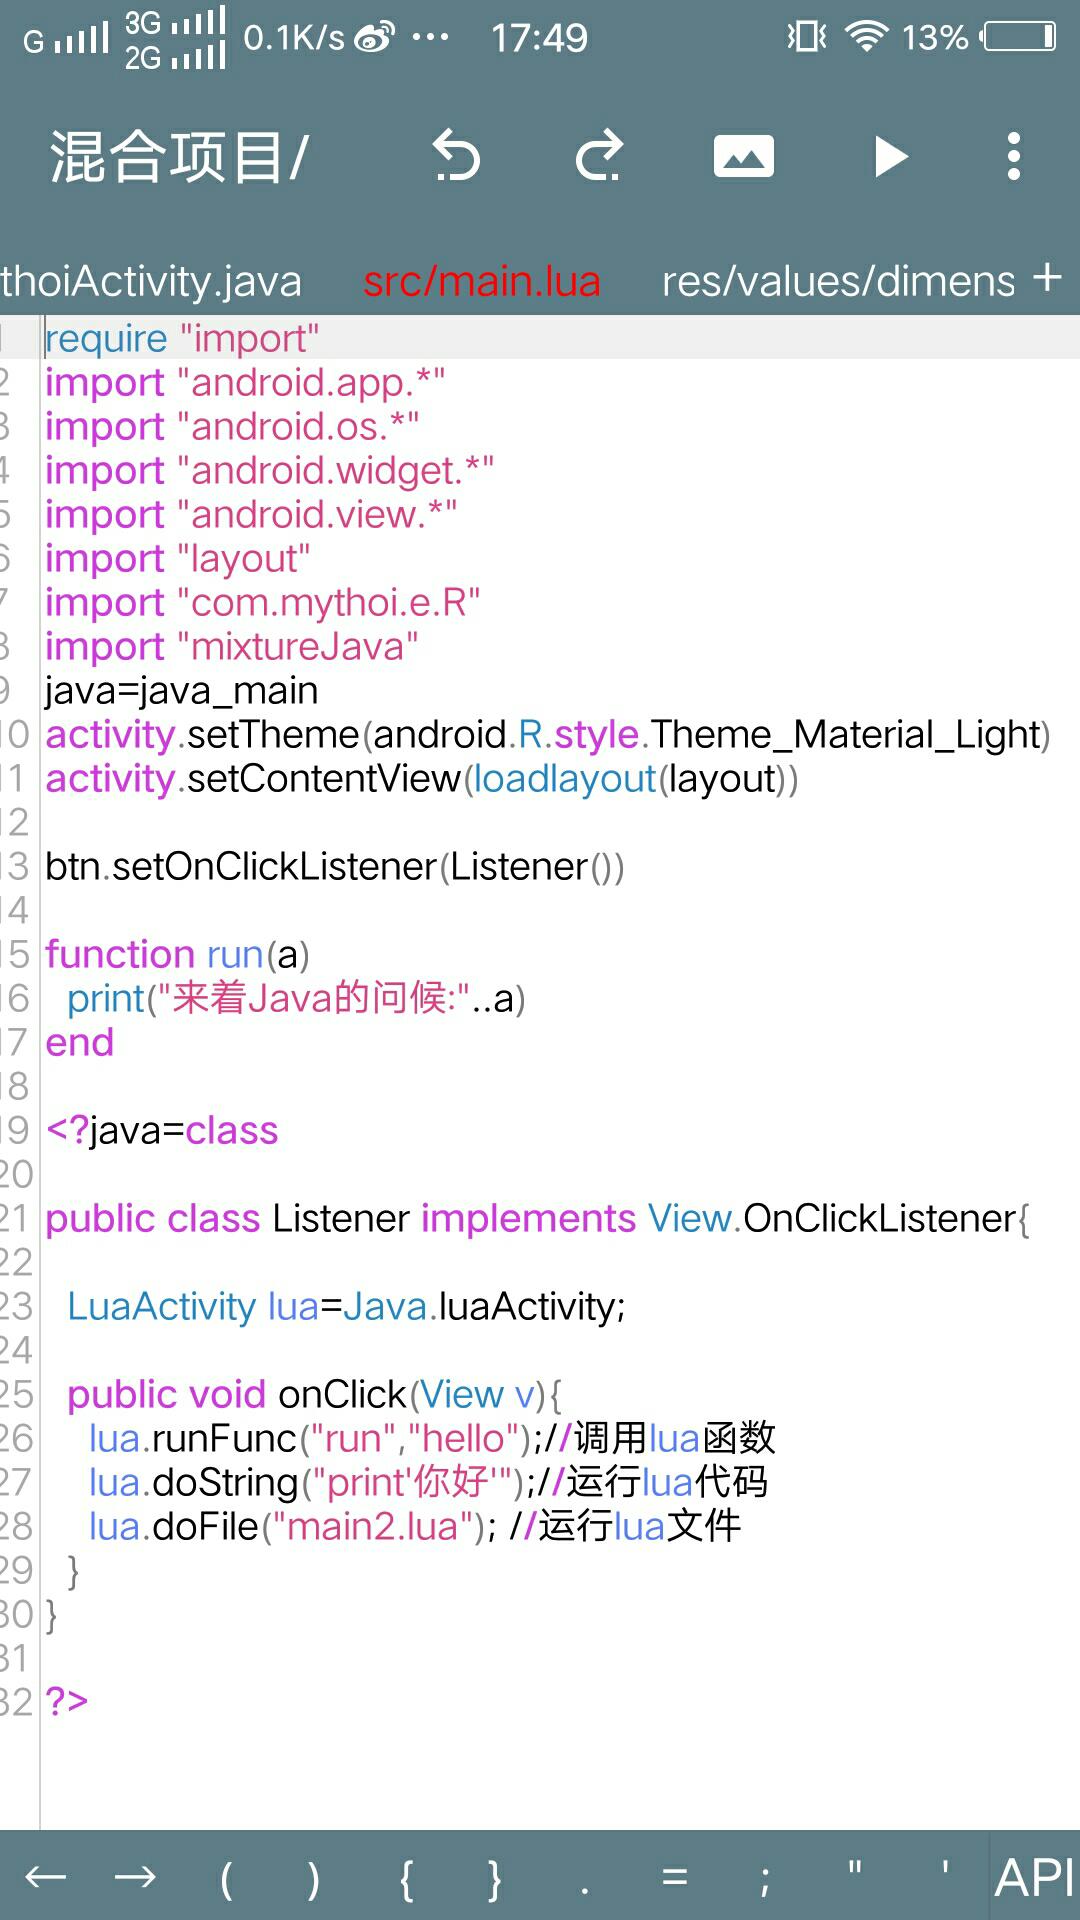 G 3G 2G 0.1K/s ··· 17:49 13%
混合项目/
thoiActivity.java src/main.lua res/values/dimens +
1 require "import"
2 import "android.app.*"
3 import "android.os.*"
4 import "android.widget.*"
5 import "android.view.*"
6 import "layout"
7 import "com.mythoi.e.R"
8 import "mixtureJava"
9 java=java_main
10 activity.setTheme(android.R.style.Theme_Material_Light)
11 activity.setContentView(loadlayout(layout))
12
13 btn.setOnClickListener(Listener())
14
15 function run(a)
16   print("来着Java的问候:"..a)
17 end
18
19 <?java=class
20
21 public class Listener implements View.OnClickListener{
22
23   LuaActivity lua=Java.luaActivity;
24
25   public void onClick(View v){
26     lua.runFunc("run","hello");//调用lua函数
27     lua.doString("print'你好'");//运行lua代码
28     lua.doFile("main2.lua"); //运行lua文件
29   }
30 }
31
32 ?>
← → ( ) { } . = ; " ' API